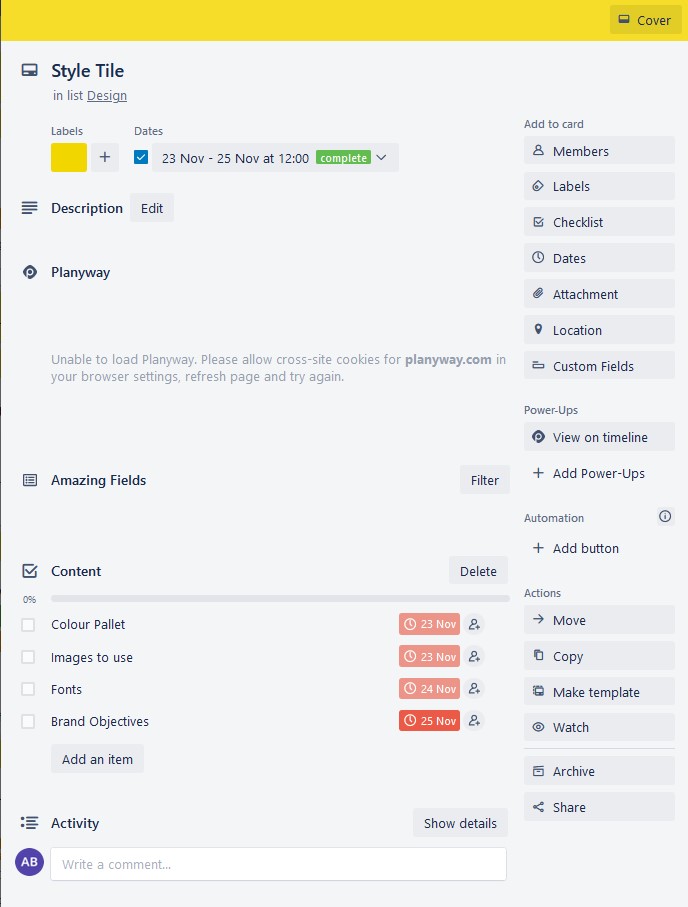 Cover
Style Tile
in list Design
Labels
Dates
23 Nov - 25 Nov at 12:00 complete
Description Edit
Planyway
Unable to load Planyway. Please allow cross-site cookies for planyway.com in
your browser settings, refresh page and try again.
Amazing Fields Filter
Content Delete
0%
Colour Pallet 23 Nov
Images to use 23 Nov
Fonts 24 Nov
Brand Objectives 25 Nov
Add an item
Activity Show details
AB Write a comment...
Add to card
Members
Labels
Checklist
Dates
Attachment
Location
Custom Fields
Power-Ups
View on timeline
+ Add Power-Ups
Automation
+ Add button
Actions
Move
Copy
Make template
Watch
Archive
Share